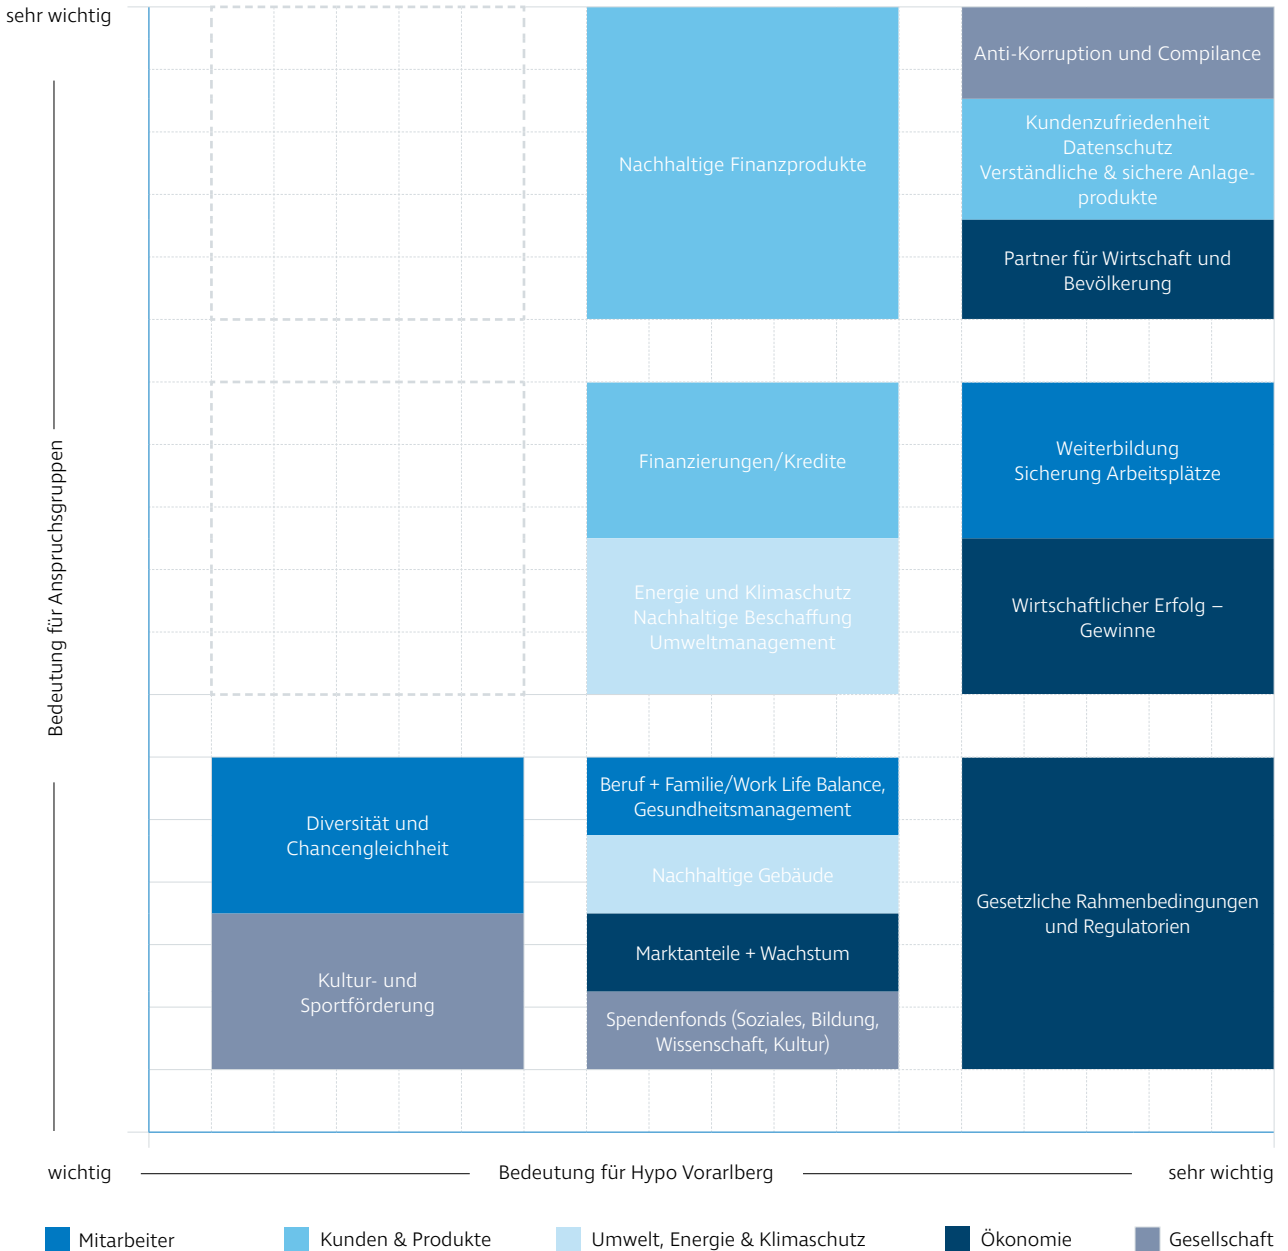 sehr wichtig
Bedeutung für Anspruchsgruppen
Nachhaltige Finanzprodukte
Anti-Korruption und Compilance
Kundenzufriedenheit
Datenschutz
Verständliche & sichere Anlage-
produkte
Partner für Wirtschaft und
Bevölkerung
Finanzierungen/Kredite
Energie und Klimaschutz
Nachhaltige Beschaffung
Umweltmanagement
Weiterbildung
Sicherung Arbeitsplätze
Wirtschaftlicher Erfolg –
Gewinne
Diversität und
Chancengleichheit
Kultur- und
Sportförderung
Beruf + Familie/Work Life Balance,
Gesundheitsmanagement
Nachhaltige Gebäude
Marktanteile + Wachstum
Spendenfonds (Soziales, Bildung,
Wissenschaft, Kultur)
Gesetzliche Rahmenbedingungen
und Regulatorien
wichtig
Bedeutung für Hypo Vorarlberg
sehr wichtig
Mitarbeiter
Kunden & Produkte
Umwelt, Energie & Klimaschutz
Ökonomie
Gesellschaft